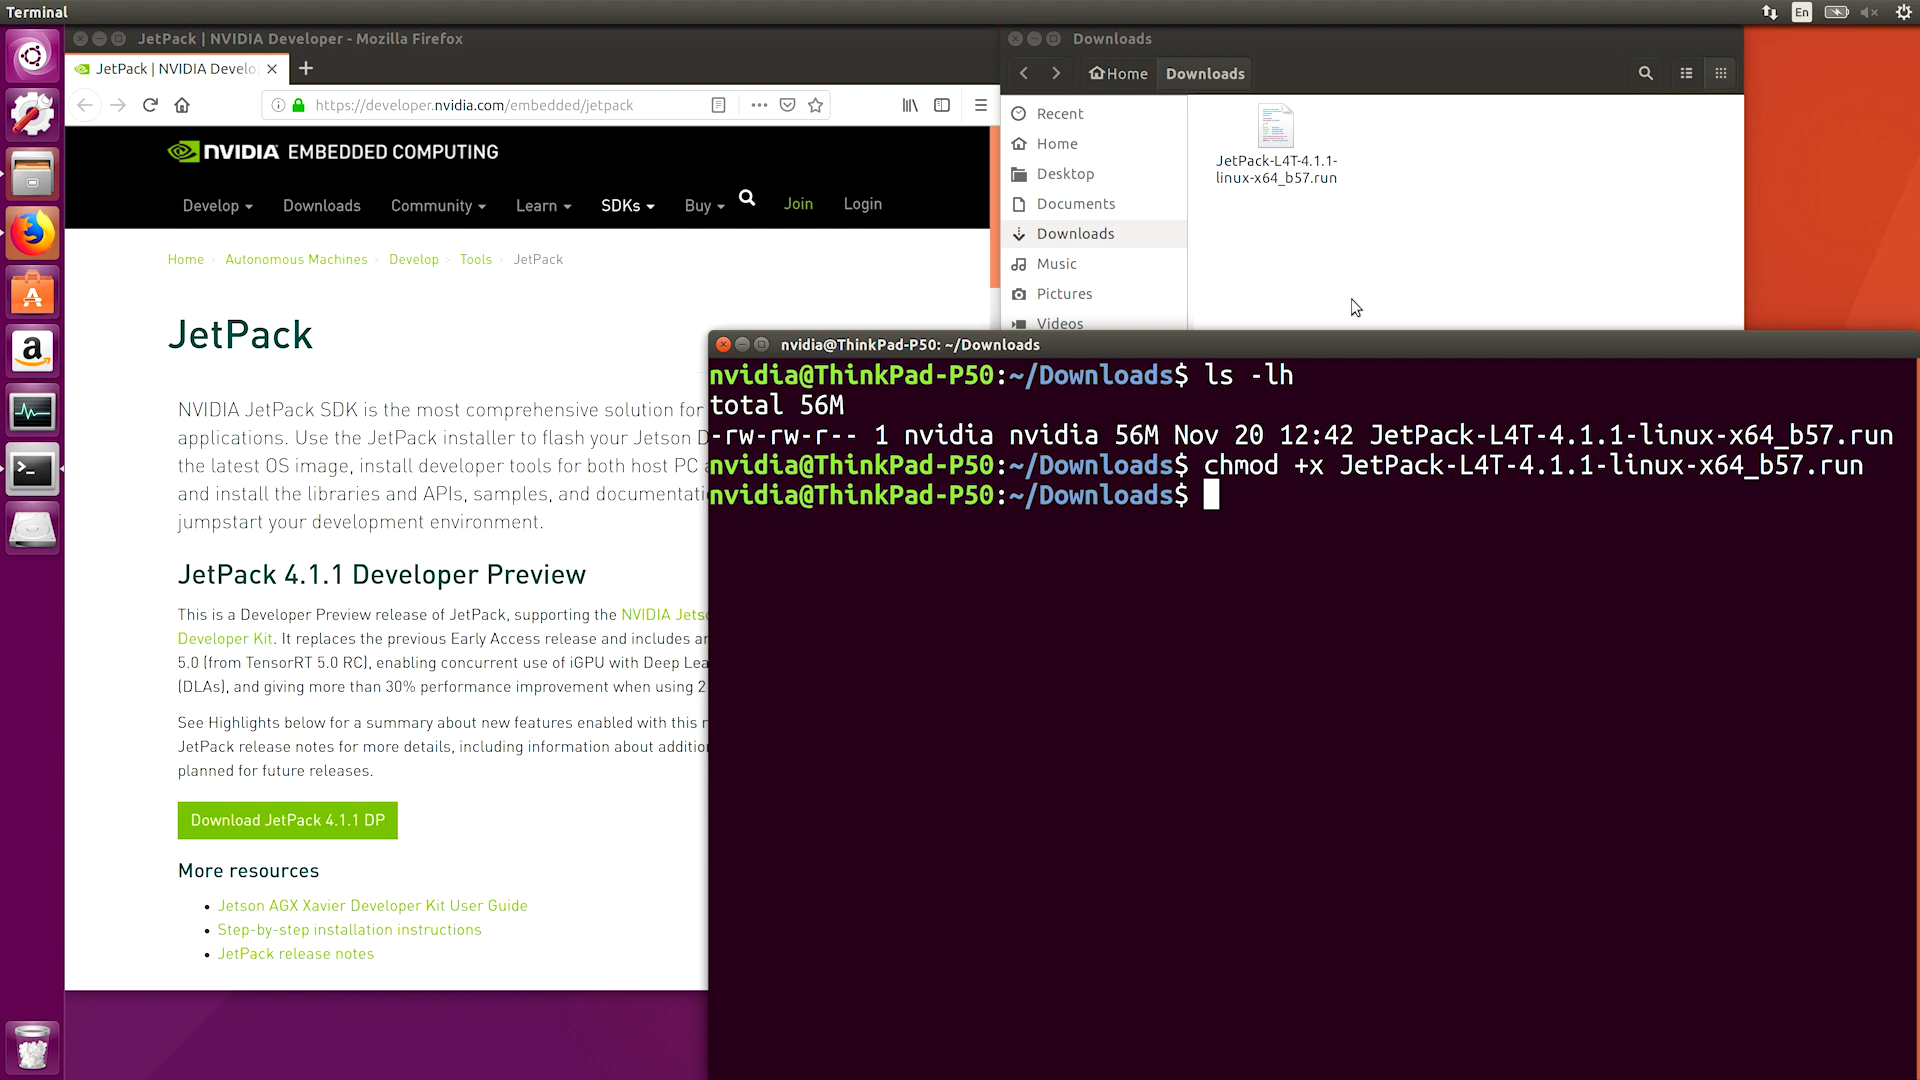 Terminal
En
JetPack | NVIDIA Developer - Mozilla Firefox
JetPack | NVIDIA Develo
https://developer.nvidia.com/embedded/jetpack
NVIDIA EMBEDDED COMPUTING
Develop Downloads Community Learn SDKs Buy Join Login
Home > Autonomous Machines > Develop > Tools > JetPack
JetPack
NVIDIA JetPack SDK is the most comprehensive solution for
applications. Use the JetPack installer to flash your Jetson D
the latest OS image, install developer tools for both host PC a
and install the libraries and APIs, samples, and documentati
jumpstart your development environment.
JetPack 4.1.1 Developer Preview
This is a Developer Preview release of JetPack, supporting the NVIDIA Jets
Developer Kit. It replaces the previous Early Access release and includes a
5.0 (from TensorRT 5.0 RC), enabling concurrent use of iGPU with Deep Lea
(DLAs), and giving more than 30% performance improvement when using 2
See Highlights below for a summary about new features enabled with this r
JetPack release notes for more details, including information about additio
planned for future releases.
Download JetPack 4.1.1 DP
More resources
Jetson AGX Xavier Developer Kit User Guide
Step-by-step installation instructions
JetPack release notes
Downloads
Home Downloads
Recent
Home
Desktop
Documents
Downloads
Music
Pictures
Videos
JetPack-L4T-4.1.1-
linux-x64_b57.run
nvidia@ThinkPad-P50: ~/Downloads
nvidia@ThinkPad-P50:~/Downloads$ ls -lh
total 56M
-rw-rw-r-- 1 nvidia nvidia 56M Nov 20 12:42 JetPack-L4T-4.1.1-linux-x64_b57.run
nvidia@ThinkPad-P50:~/Downloads$ chmod +x JetPack-L4T-4.1.1-linux-x64_b57.run
nvidia@ThinkPad-P50:~/Downloads$